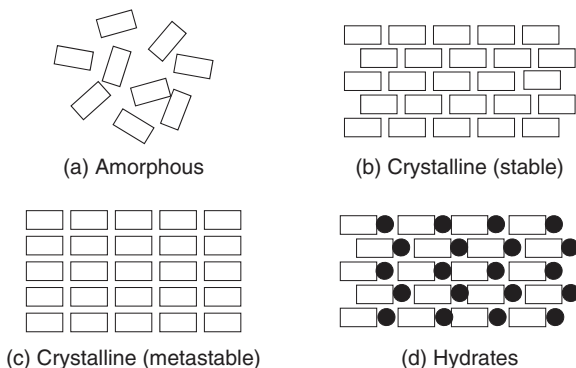 (a) Amorphous
(b) Crystalline (stable)
(c) Crystalline (metastable)
(d) Hydrates